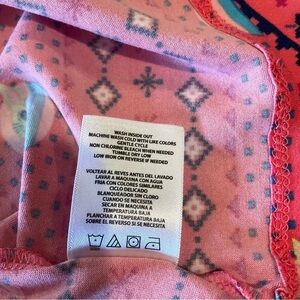 WASH INSIDE OUT
MACHINE WASH COLD WITH LIKE COLORS
GENTLE CYCLE
NON CHLORINE BLEACH WHEN NEEDED
TUMBLE DRY LOW
LOW IRON ON REVERSE IF NEEDED
VOLTEAR AL REVES ANTES DEL LAVADO
LAVAR A MAQUINA CON AGUA
FRIA CON COLORES SIMILARES
CICLO DELICADO
BLANQUEADOR SIN CLORO
CUANDO SE NECESITE
SECAR EN MAQUINA A
TEMPERATURA BAJA
PLANCHAR A TEMPERATURA BAJA
SOBRE EL REVERSO SI SE NECESITA